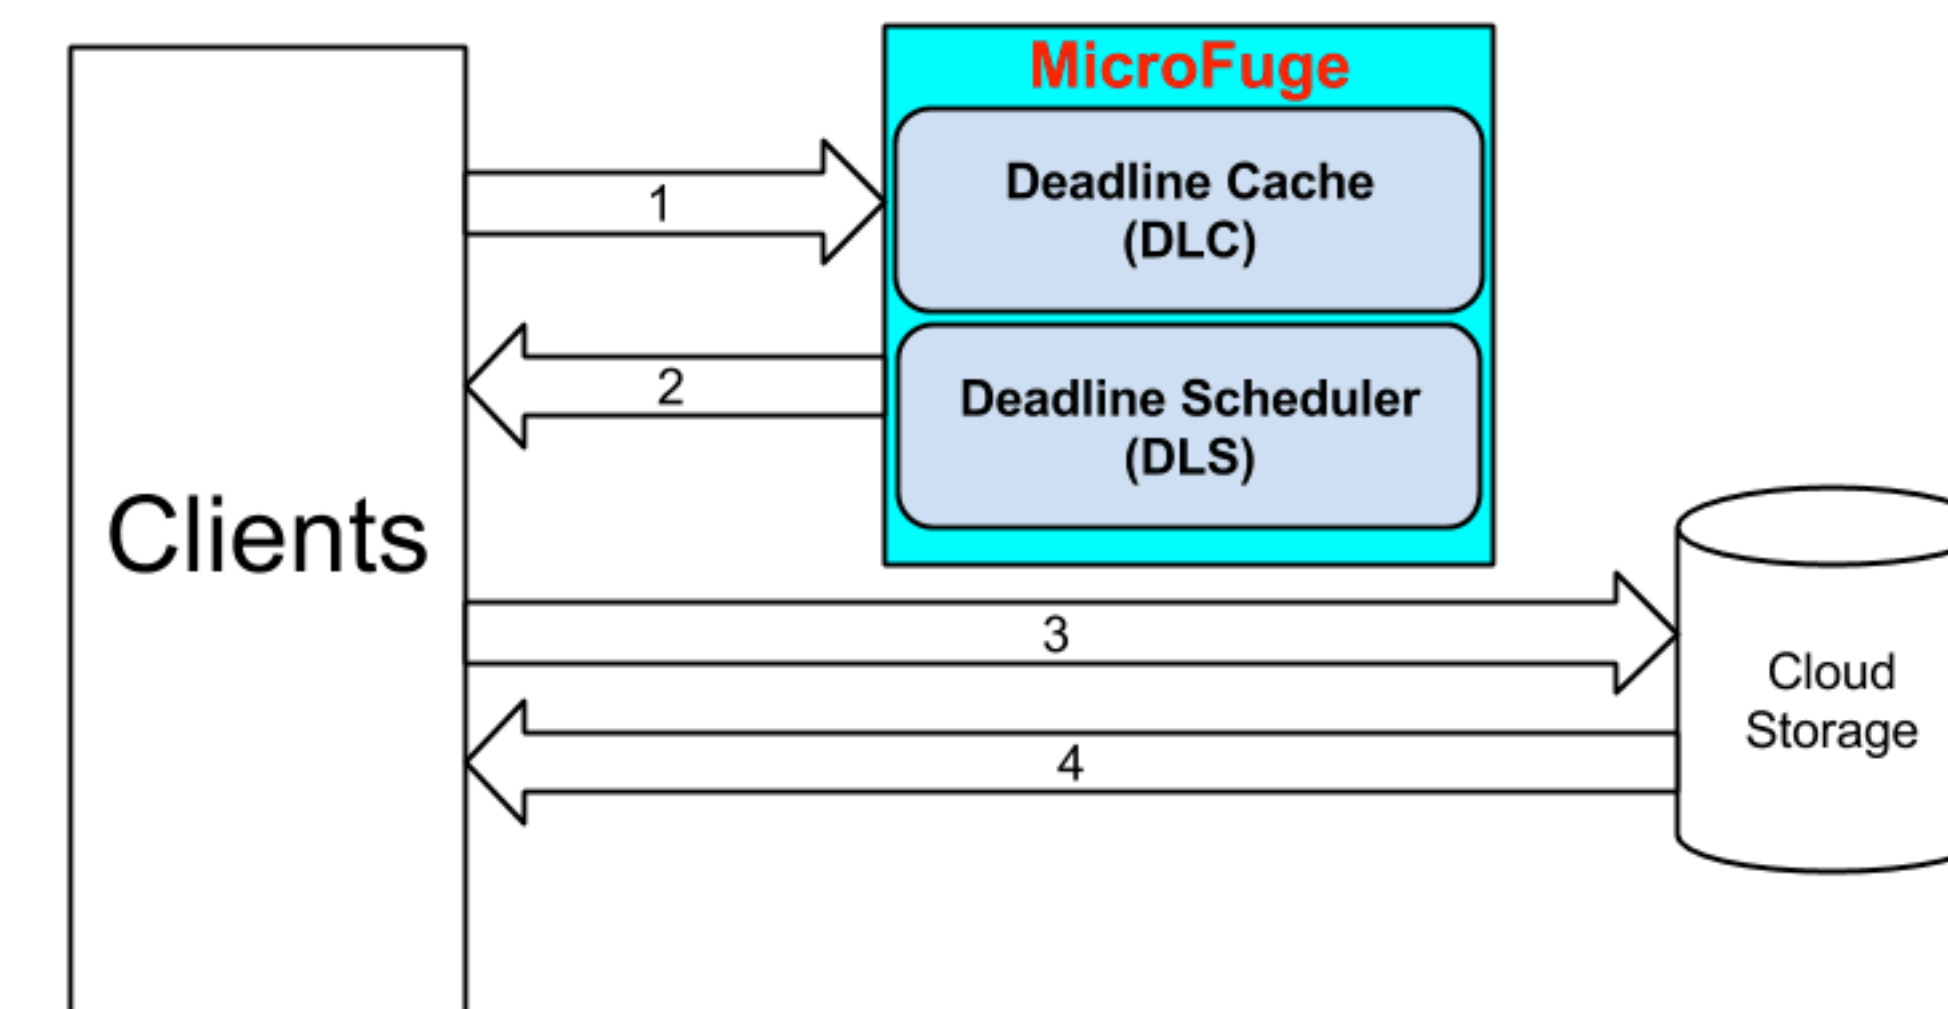 MicroFuge
Deadline Cache
(DLC)
1
Deadline Scheduler
(DLS)
2
Clients
3
Cloud
Storage
4